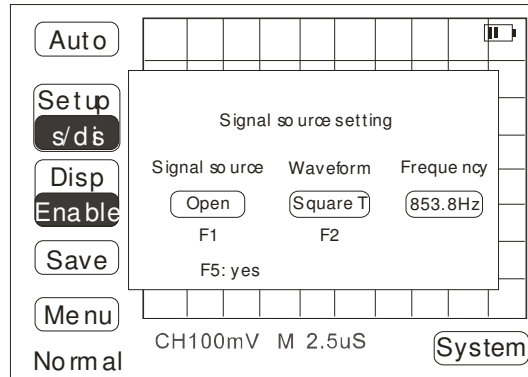 Auto
Setup
s/dis
Disp
Enable
Save
Menu
Normal
Signal source setting
Signal source Waveform Frequency
Open Square T 853.8Hz
F1 F2
F5: yes
CH100mV M 2.5uS
System